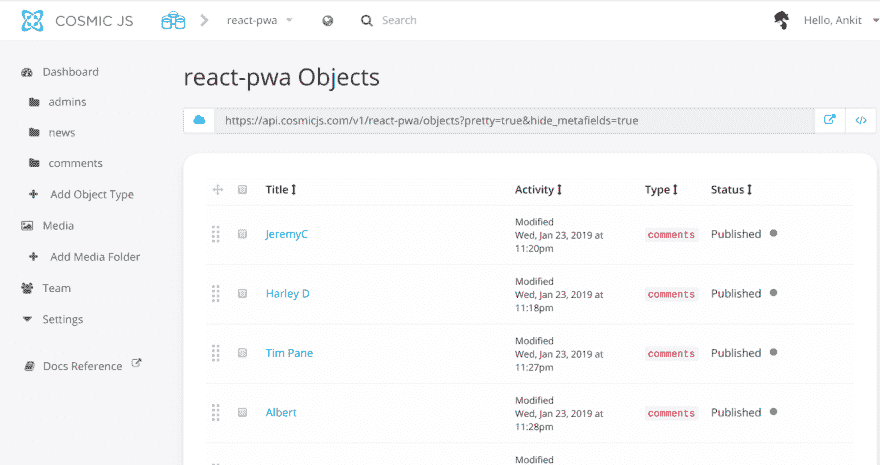 COSMIC JS
react-pwa
Search
Hello, Ankit
Dashboard
admins
news
comments
Add Object Type
Media
Add Media Folder
Team
Settings
Docs Reference
react-pwa Objects
https://api.cosmicjs.com/v1/react-pwa/objects?pretty=true&hide_metafields=true
</>
Title Activity Type Status
JeremyC
Modified
Wed, Jan 23, 2019 at
11:20pm
comments
Published
Harley D
Modified
Wed, Jan 23, 2019 at
11:18pm
comments
Published
Tim Pane
Modified
Wed, Jan 23, 2019 at
11:27pm
comments
Published
Albert
Modified
Wed, Jan 23, 2019 at
11:28pm
comments
Published
Modified